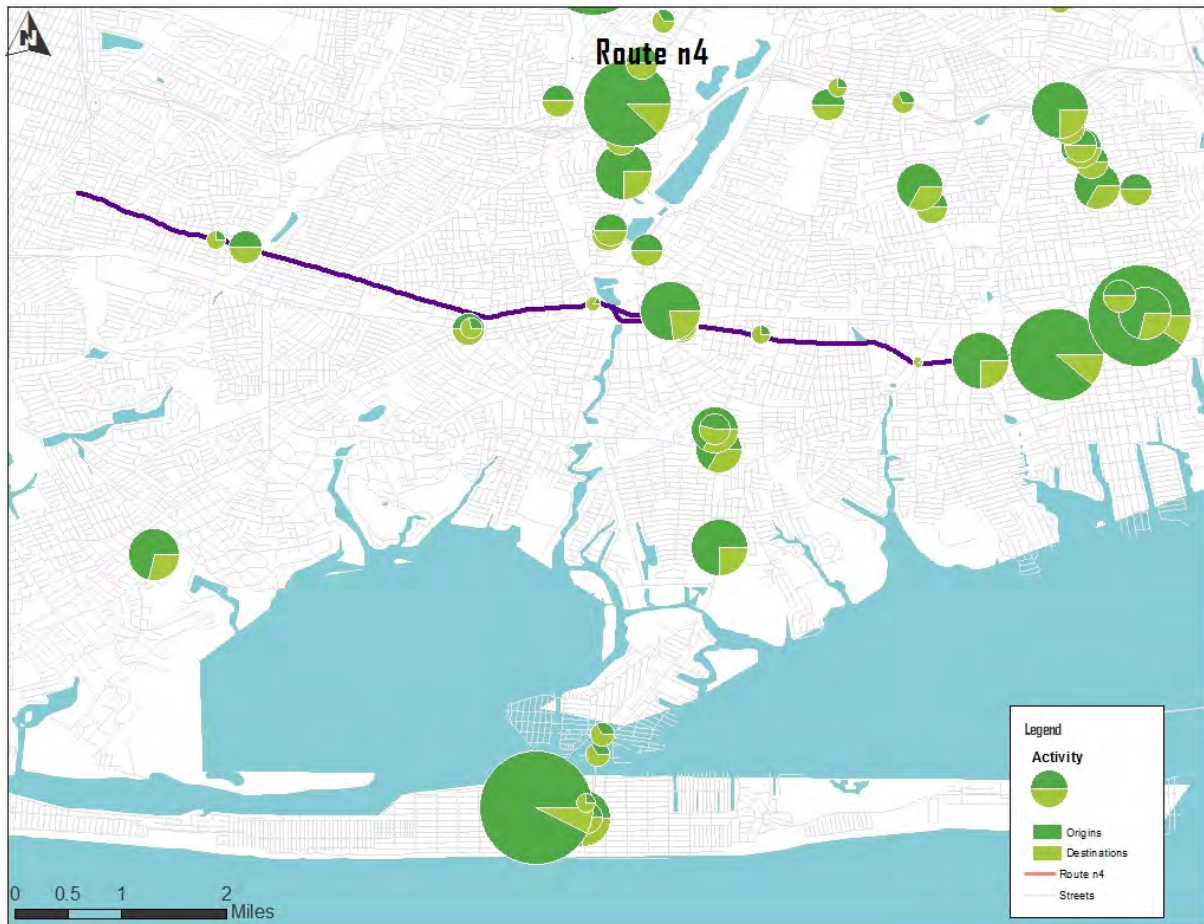 N
Route n4
Legend
Activity
Origins
Destinations
Route n4
Streets
0 0.5 1 2
Miles